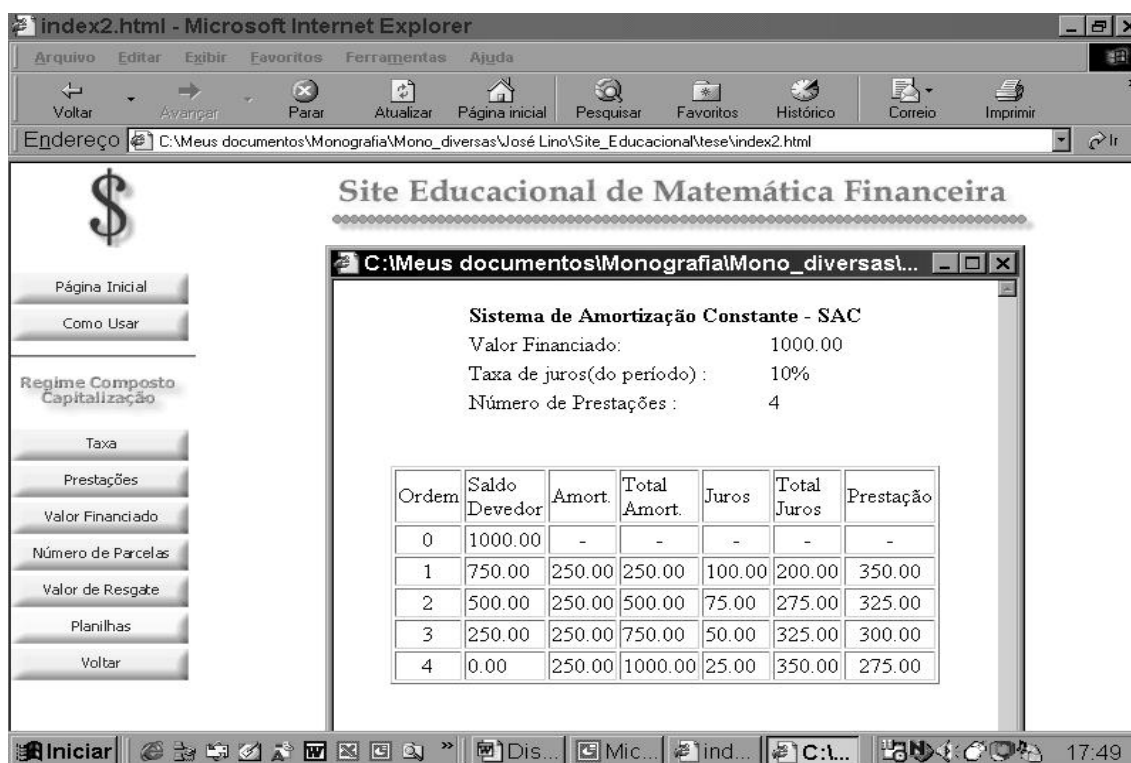 index2.html - Microsoft Internet Explorer
Arquivo Editar Exibir Favoritos Ferramentas Ajuda
Voltar Avançar Parar Atualizar Página inicial Pesquisar Favoritos Histórico Correio Imprimir
Endereço C:\Meus documentos\Monografia\Mono_diversas\José Lino\Site_Educacional\tese\index2.html Ir
$
Site Educacional de Matemática Financeira
Página Inicial
Como Usar
Regime Composto
Capitalização
Taxa
Prestações
Valor Financiado
Número de Parcelas
Valor de Resgate
Planilhas
Voltar
C:\Meus documentos\Monografia\Mono_diversas\...
Sistema de Amortização Constante - SAC
Valor Financiado: 1000.00
Taxa de juros(do período) : 10%
Número de Prestações : 4
Ordem Saldo Devedor Amort. Total Amort. Juros Total Juros Prestação
0 1000.00 - - - - -
1 750.00 250.00 250.00 100.00 200.00 350.00
2 500.00 250.00 500.00 75.00 275.00 325.00
3 250.00 250.00 750.00 50.00 325.00 300.00
4 0.00 250.00 1000.00 25.00 350.00 275.00
Iniciar » Dis... Mic... ind... C:\... 17:49